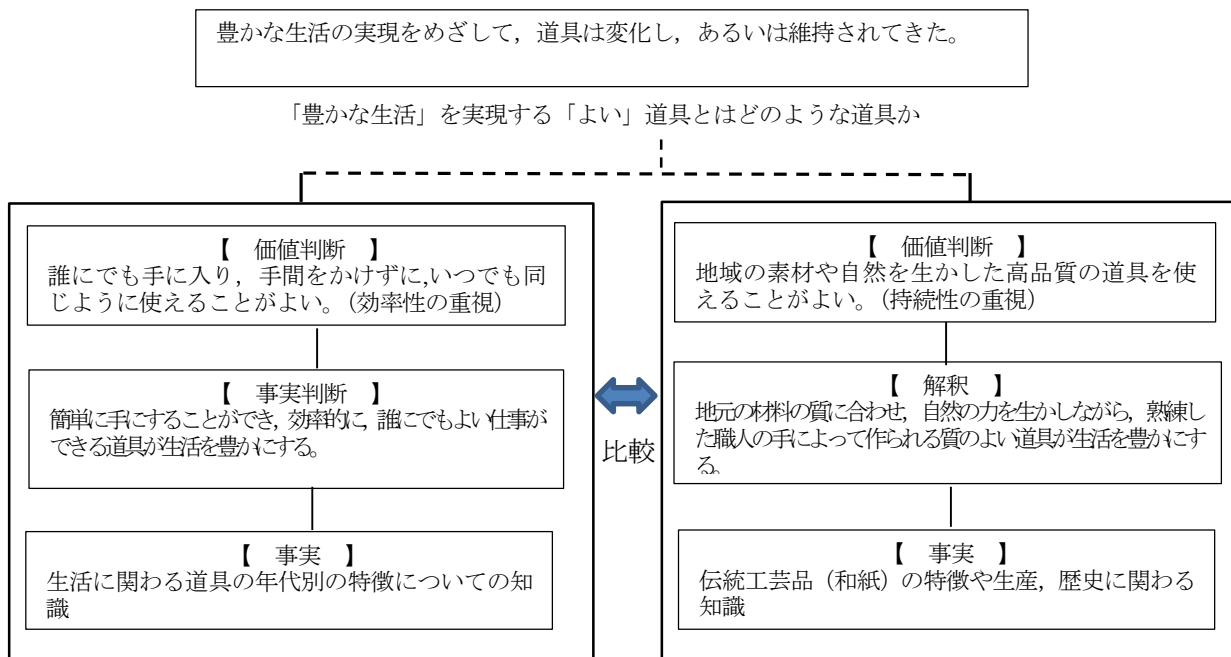 豊かな生活の実現をめざして，道具は変化し，あるいは維持されてきた。
「豊かな生活」を実現する「よい」道具とはどのような道具か
【　価値判断　】
誰にでも手に入り，手間をかけずに,いつでも同
じように使えることがよい。（効率性の重視）
【　事実判断　】
簡単に手にすることができ，効率的に，誰にでもよい仕事が
できる道具が生活を豊かにする。
【　事実　】
生活に関わる道具の年代別の特徴についての知
識
比較
【　価値判断　】
地域の素材や自然を生かした高品質の道具を使
えることがよい。（持続性の重視）
【　解釈　】
地元の材料の質に合わせ，自然の力を生かしながら，熟練し
た職人の手によって作られる質のよい道具が生活を豊かにす
る。
【　事実　】
伝統工芸品（和紙）の特徴や生産，歴史に関わる
知識